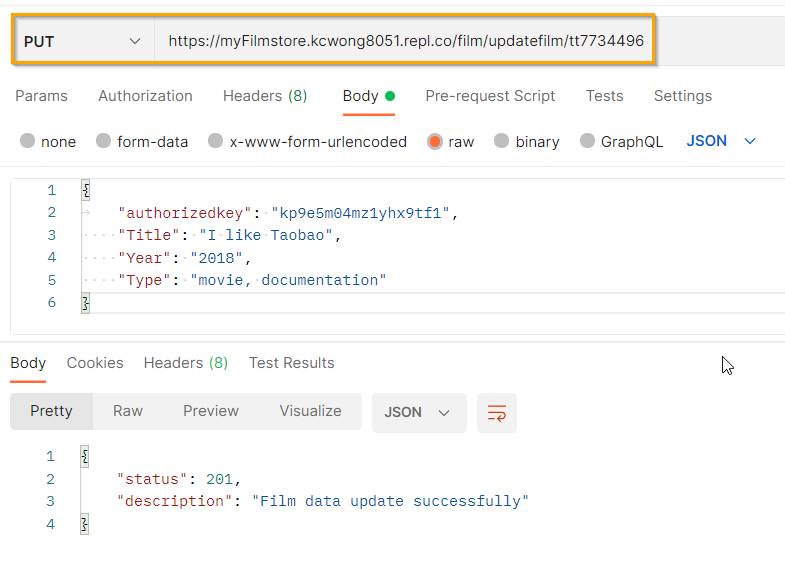 PUT https://myFilmstore.kcwong8051.repl.co/film/updatefilm/tt7734496
Params Authorization Headers (8) Body Pre-request Script Tests Settings
none form-data x-www-form-urlencoded raw binary GraphQL JSON
1 {
2 "authorizedkey": "kp9e5m04mz1yhx9tf1",
3 "Title": "I like Taobao",
4 "Year": "2018",
5 "Type": "movie, documentation"
6 }
Body Cookies Headers (8) Test Results
Pretty Raw Preview Visualize JSON
1 {
2 "status": 201,
3 "description": "Film data update successfully"
4 }